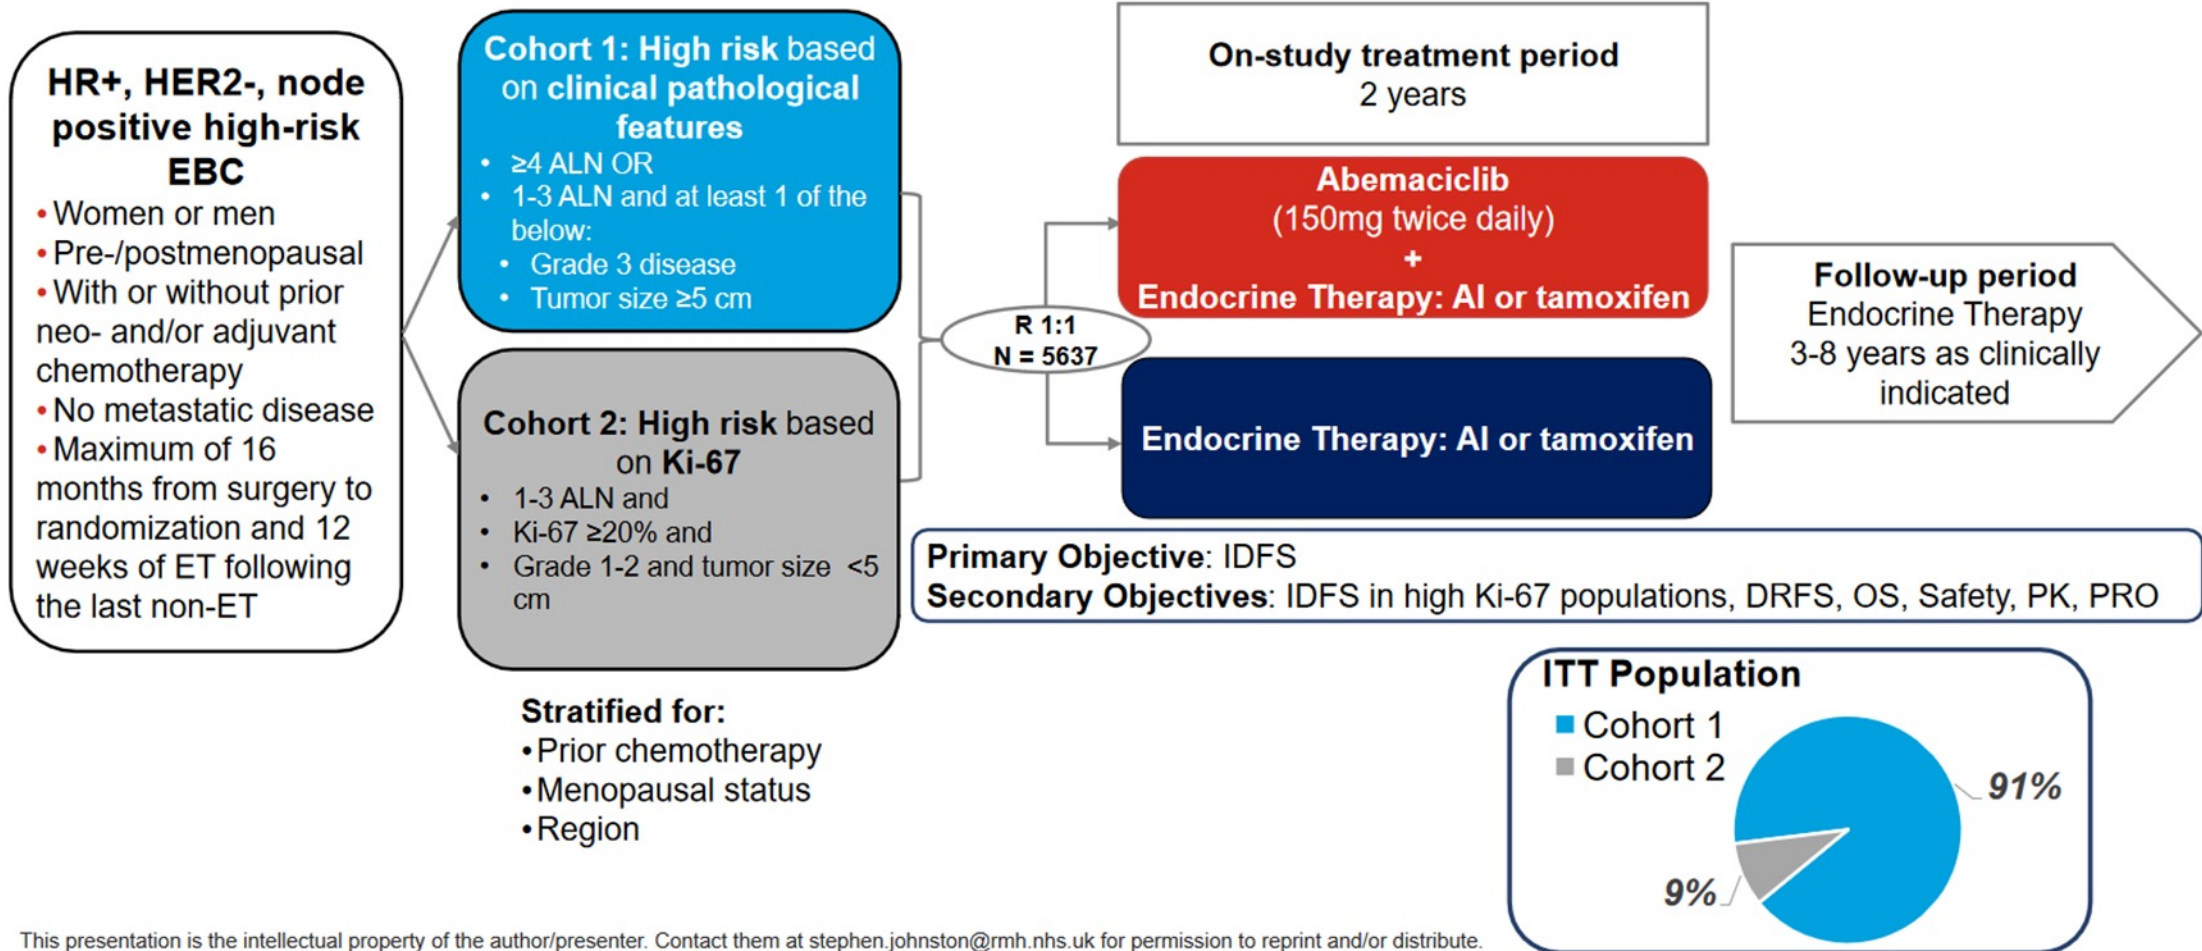 HR+, HER2-, node
positive high-risk
EBC
•Women or men
•Pre-/postmenopausal
•With or without prior
neo- and/or adjuvant
chemotherapy
•No metastatic disease
•Maximum of 16
months from surgery to
randomization and 12
weeks of ET following
the last non-ET
Cohort 1: High risk based
on clinical pathological
features
• ≥4 ALN OR
• 1-3 ALN and at least 1 of the
below:
• Grade 3 disease
• Tumor size ≥5 cm
Cohort 2: High risk based
on Ki-67
• 1-3 ALN and
• Ki-67 ≥20% and
• Grade 1-2 and tumor size <5
cm
Stratified for:
•Prior chemotherapy
•Menopausal status
•Region
R 1:1
N = 5637
On-study treatment period
2 years
Abemaciclib
(150mg twice daily)
+
Endocrine Therapy: AI or tamoxifen
Endocrine Therapy: AI or tamoxifen
Follow-up period
Endocrine Therapy
3-8 years as clinically
indicated
Primary Objective: IDFS
Secondary Objectives: IDFS in high Ki-67 populations, DRFS, OS, Safety, PK, PRO
ITT Population
Cohort 1
Cohort 2
91%
9%
This presentation is the intellectual property of the author/presenter. Contact them at stephen.johnston@rmh.nhs.uk for permission to reprint and/or distribute.